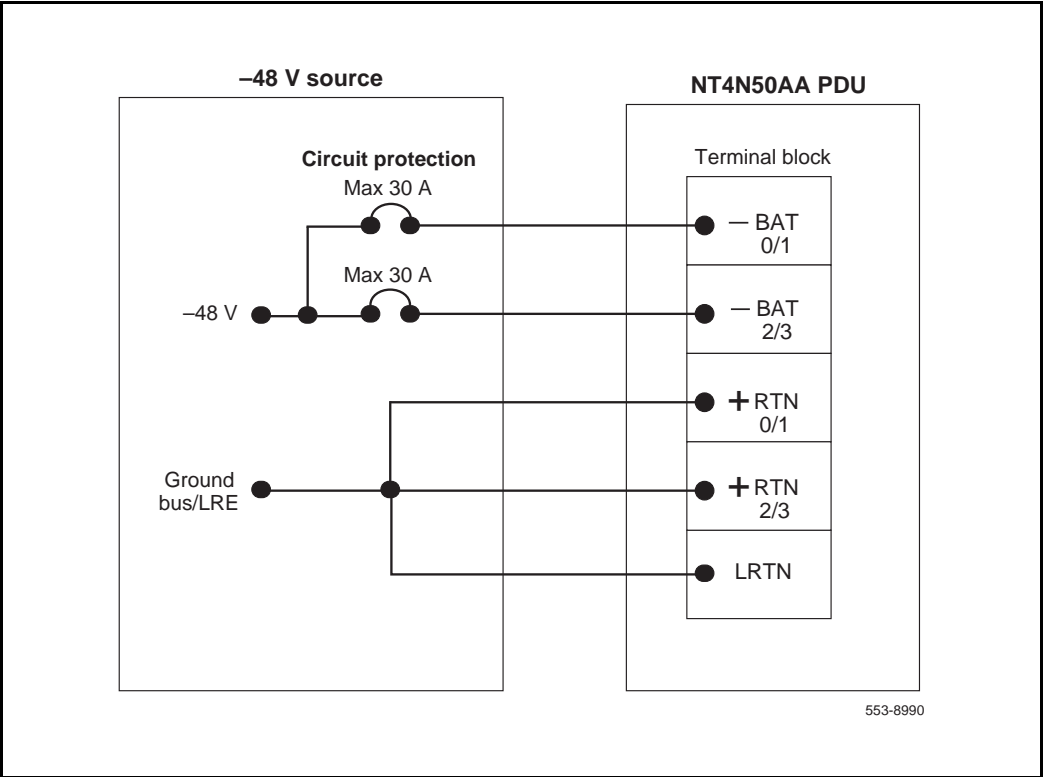 –48 V source
NT4N50AA PDU
Circuit protection
Max 30 A
Terminal block
— BAT
0/1
Max 30 A
–48 V
— BAT
2/3
+ RTN
0/1
Ground
bus/LRE
+ RTN
2/3
LRTN
553-8990